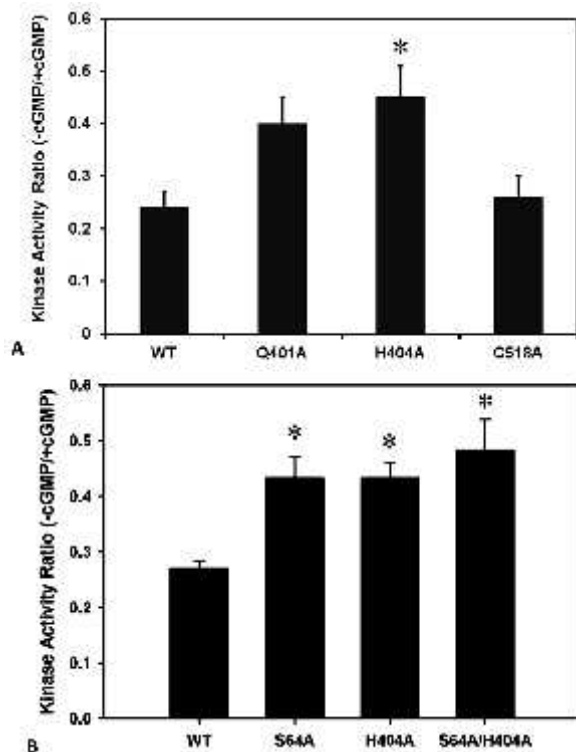 Kinase Activity Ratio (-cGMP/+cGMP)
0.6
0.5
0.4
0.3
0.2
0.1
0
*
A
WT Q401A H404A C518A
Kinase Activity Ratio (-cGMP/+cGMP)
0.6
0.5
0.4
0.3
0.2
0.1
0.0
* * *
B
WT S64A H404A S64A/H404A